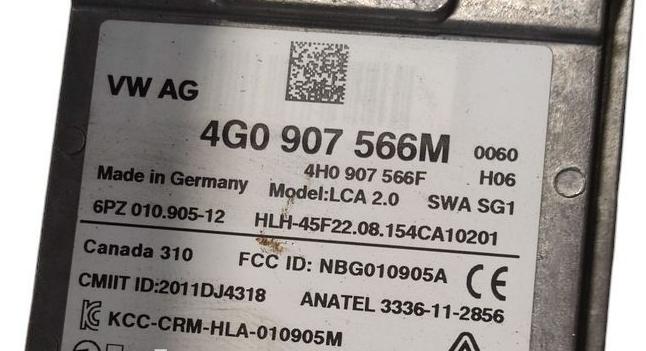 VW AG
4G0 907 566M 0060
4H0 907 566F H06
Made in Germany Model:LCA 2.0 SWA SG1
6PZ 010.905-12 HLH-45F22.08.154CA10201
Canada 310 FCC ID: NBG010905A CE
CMIIT ID:2011DJ4318 ANATEL 3336-11-2856
KCC-CRM-HLA-010905M